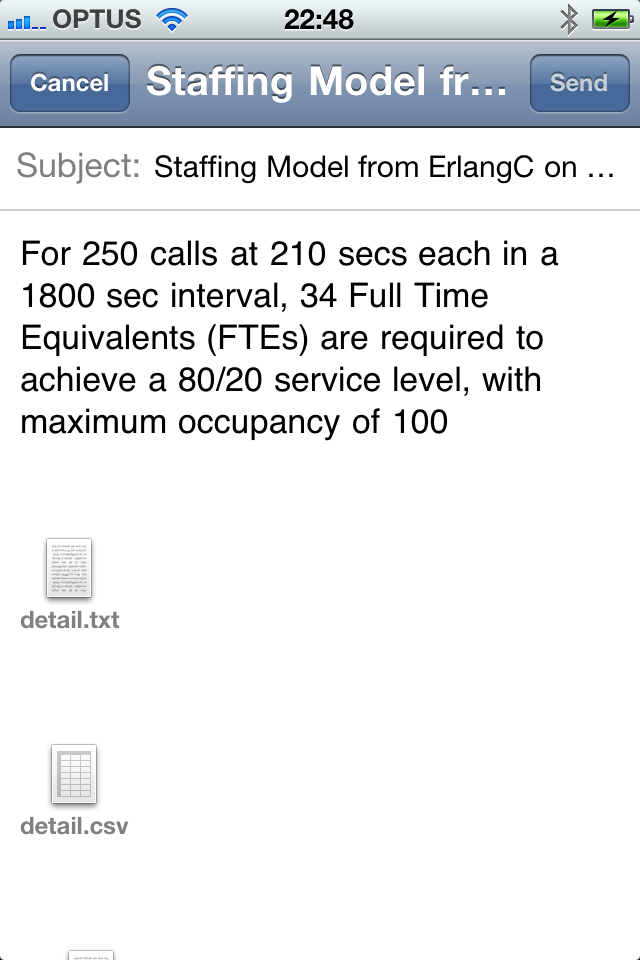 OPTUS 22:48
Cancel Staffing Model fr... Send
Subject: Staffing Model from ErlangC on ...
For 250 calls at 210 secs each in a
1800 sec interval, 34 Full Time
Equivalents (FTEs) are required to
achieve a 80/20 service level, with
maximum occupancy of 100
detail.txt
detail.csv